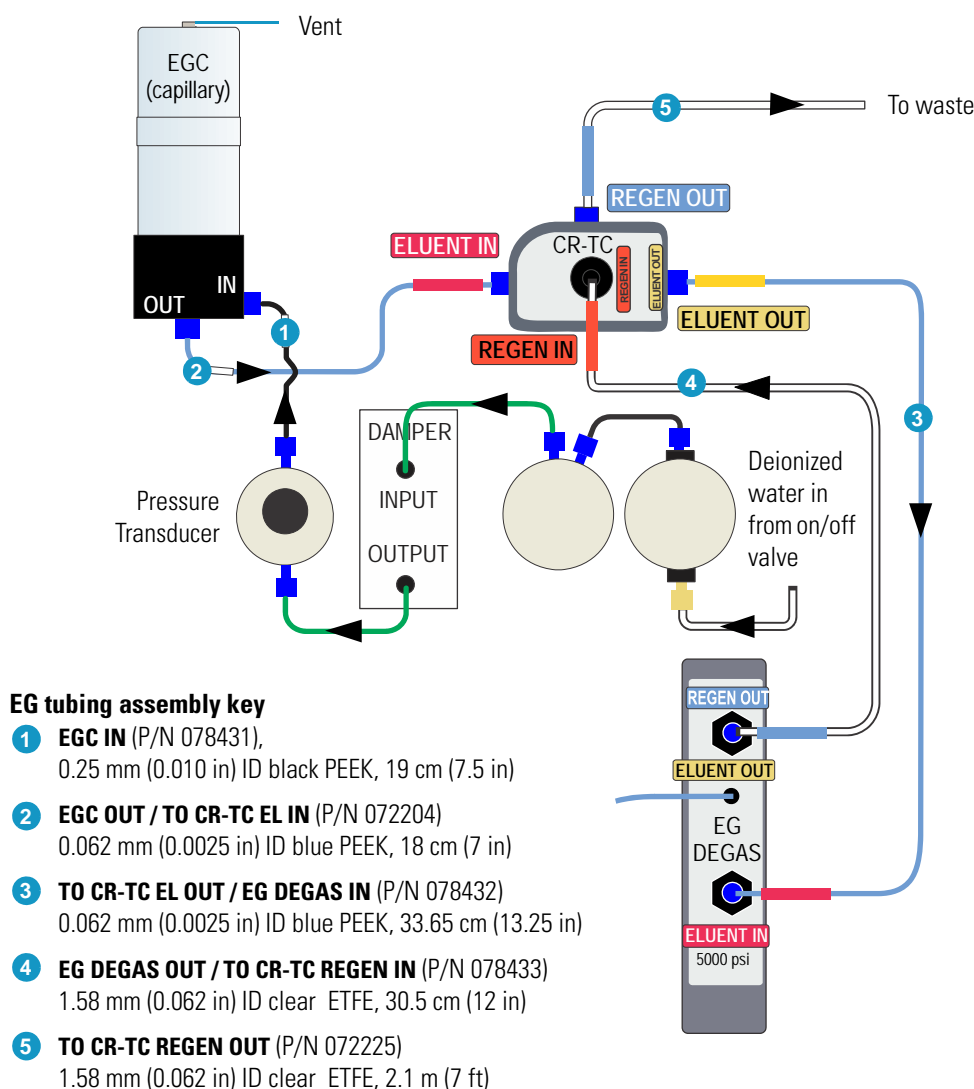 Vent
EGC
(capillary)
5
To waste
REGEN OUT
ELUENT IN
CR-TC
REGEN IN
ELUENT OUT
IN
OUT
ELUENT OUT
1
REGEN IN
2
4
3
DAMPER
INPUT
OUTPUT
Pressure
Transducer
Deionized
water in
from on/off
valve
REGEN OUT
ELUENT OUT
EG
DEGAS
ELUENT IN
5000 psi
EG tubing assembly key
1 EGC IN (P/N 078431),
0.25 mm (0.010 in) ID black PEEK, 19 cm (7.5 in)
2 EGC OUT / TO CR-TC EL IN (P/N 072204)
0.062 mm (0.0025 in) ID blue PEEK, 18 cm (7 in)
3 TO CR-TC EL OUT / EG DEGAS IN (P/N 078432)
0.062 mm (0.0025 in) ID blue PEEK, 33.65 cm (13.25 in)
4 EG DEGAS OUT / TO CR-TC REGEN IN (P/N 078433)
1.58 mm (0.062 in) ID clear ETFE, 30.5 cm (12 in)
5 TO CR-TC REGEN OUT (P/N 072225)
1.58 mm (0.062 in) ID clear ETFE, 2.1 m (7 ft)